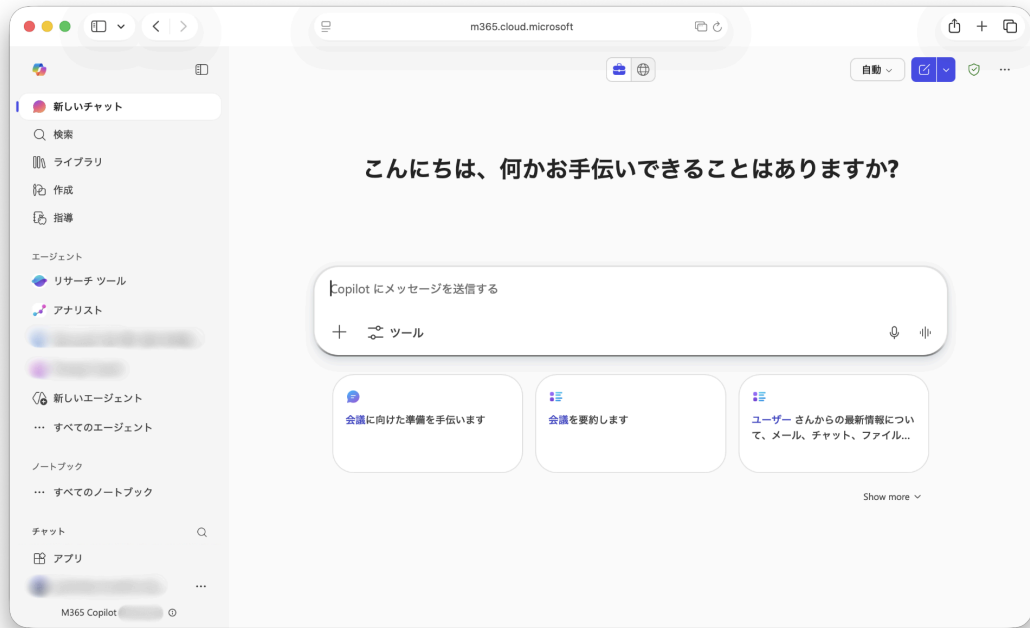 m365.cloud.microsoft
自動
新しいチャット
検索
ライブラリ
作成
指導
エージェント
リサーチ ツール
アナリスト
新しいエージェント
すべてのエージェント
ノートブック
すべてのノートブック
チャット
アプリ
M365 Copilot
こんにちは、何かお手伝いできることはありますか?
Copilot にメッセージを送信する
ツール
会議に向けた準備を手伝います
会議を要約します
ユーザー さんからの最新情報につい
て、メール、チャット、ファイル...
Show more